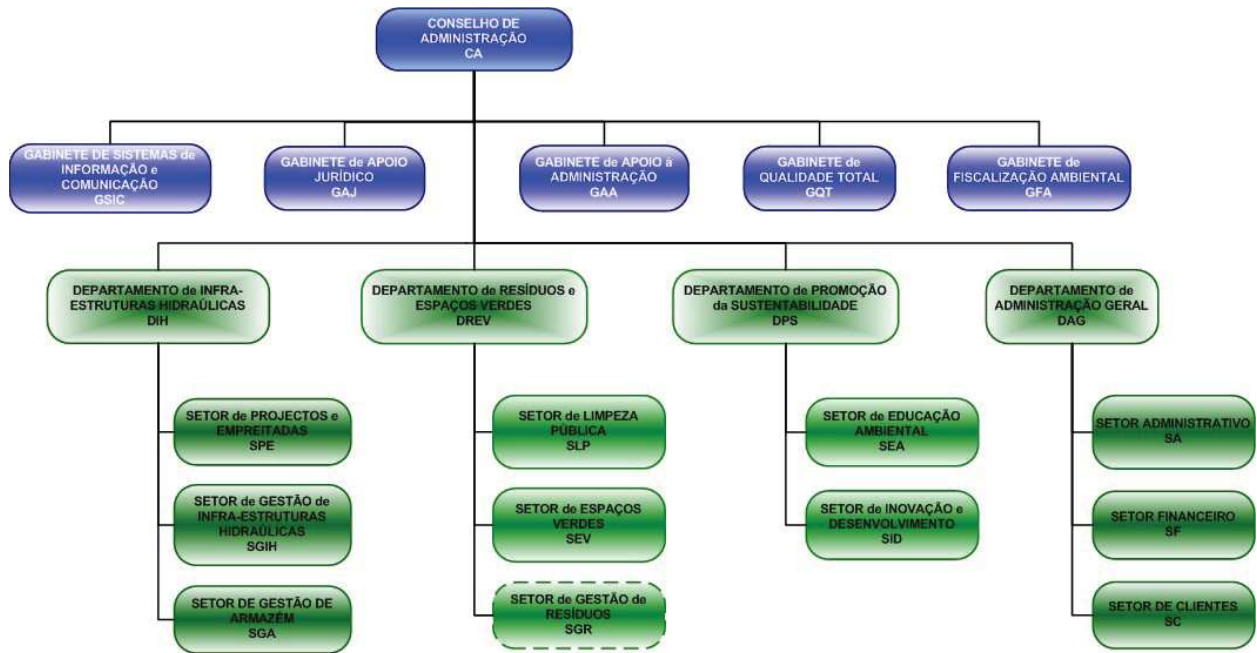 CONSELHO DE
ADMINISTRAÇÃO
CA
GABINETE DE SISTEMAS de
INFORMAÇÃO e
COMUNICAÇÃO
GSIC
GABINETE de APOIO
JURÍDICO
GAJ
GABINETE de APOIO à
ADMINISTRAÇÃO
GAA
GABINETE de
QUALIDADE TOTAL
GQT
GABINETE de
FISCALIZAÇÃO AMBIENTAL
GFA
DEPARTAMENTO de INFRA-
ESTRUTURAS HIDRAÚLICAS
DIH
DEPARTAMENTO de RESÍDUOS e
ESPAÇOS VERDES
DREV
DEPARTAMENTO de PROMOÇÃO
da SUSTENTABILIDADE
DPS
DEPARTAMENTO de
ADMINISTRAÇÃO GERAL
DAG
SETOR de PROJECTOS e
EMPREITADAS
SPE
SETOR de LIMPEZA
PÚBLICA
SLP
SETOR de EDUCAÇÃO
AMBIENTAL
SEA
SETOR ADMINISTRATIVO
SA
SETOR de GESTÃO de
INFRA-ESTRUTURAS
HIDRAÚLICAS
SGIH
SETOR de ESPAÇOS
VERDES
SEV
SETOR de INOVAÇÃO e
DESENVOLVIMENTO
SID
SETOR FINANCEIRO
SF
SETOR DE GESTÃO DE
ARMAZÉM
SGA
SETOR de GESTÃO de
RESÍDUOS
SGR
SETOR DE CLIENTES
SC